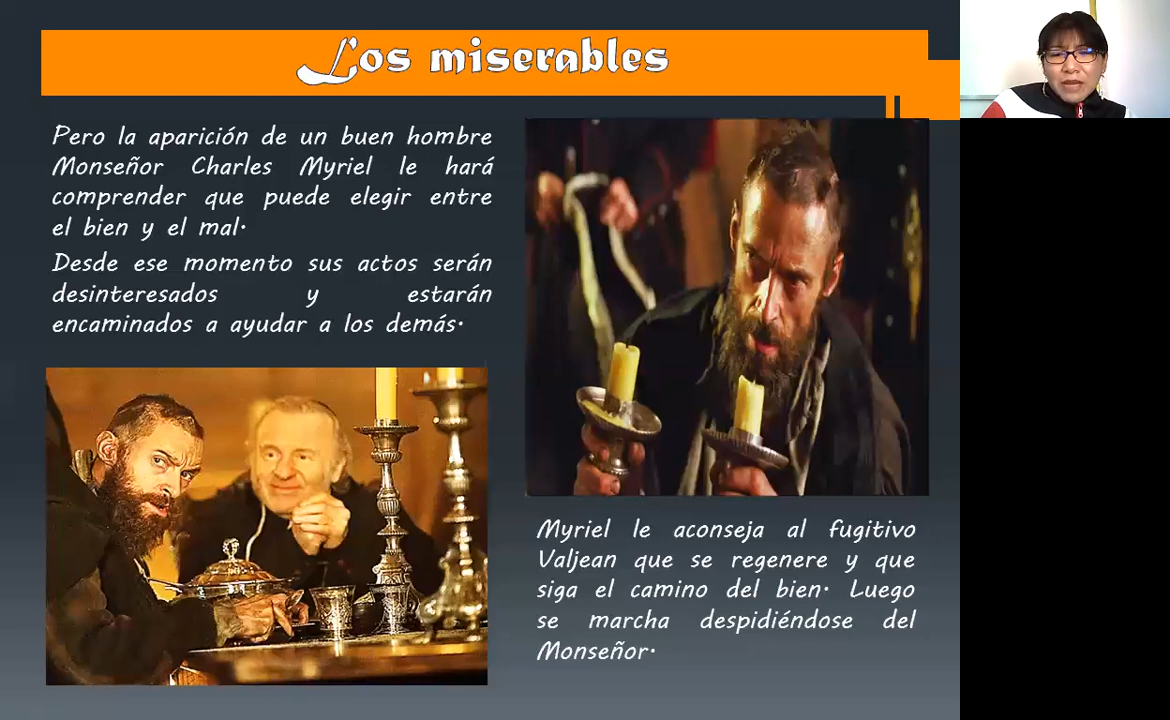 Los miserables
Pero la aparición de un buen hombre
Monseñor Charles Myriel le hará
comprender que puede elegir entre
el bien y el mal.
Desde ese momento sus actos serán
desinteresados y estarán
encaminados a ayudar a los demás.
Myriel le aconseja al fugitivo
Valjean que se regenere y que
siga el camino del bien. Luego
se marcha despidiéndose del
Monseñor.